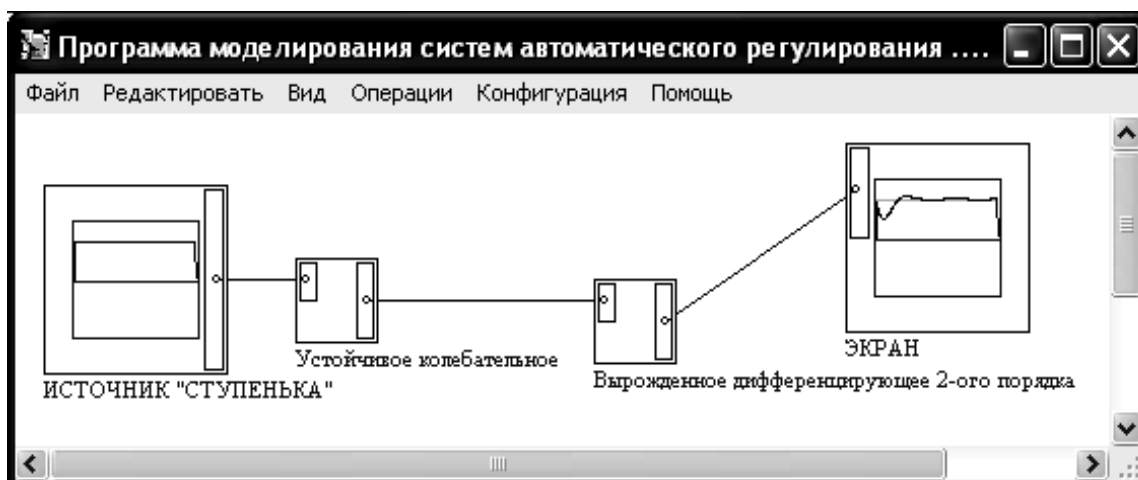 Программа моделирования систем автоматического регулирования ....
Файл Редактировать Вид Операции Конфигурация Помощь
ИСТОЧНИК "СТУПЕНЬКА"
Устойчивое колебательное
Вырожденное дифференцирующее 2-ого порядка
ЭКРАН